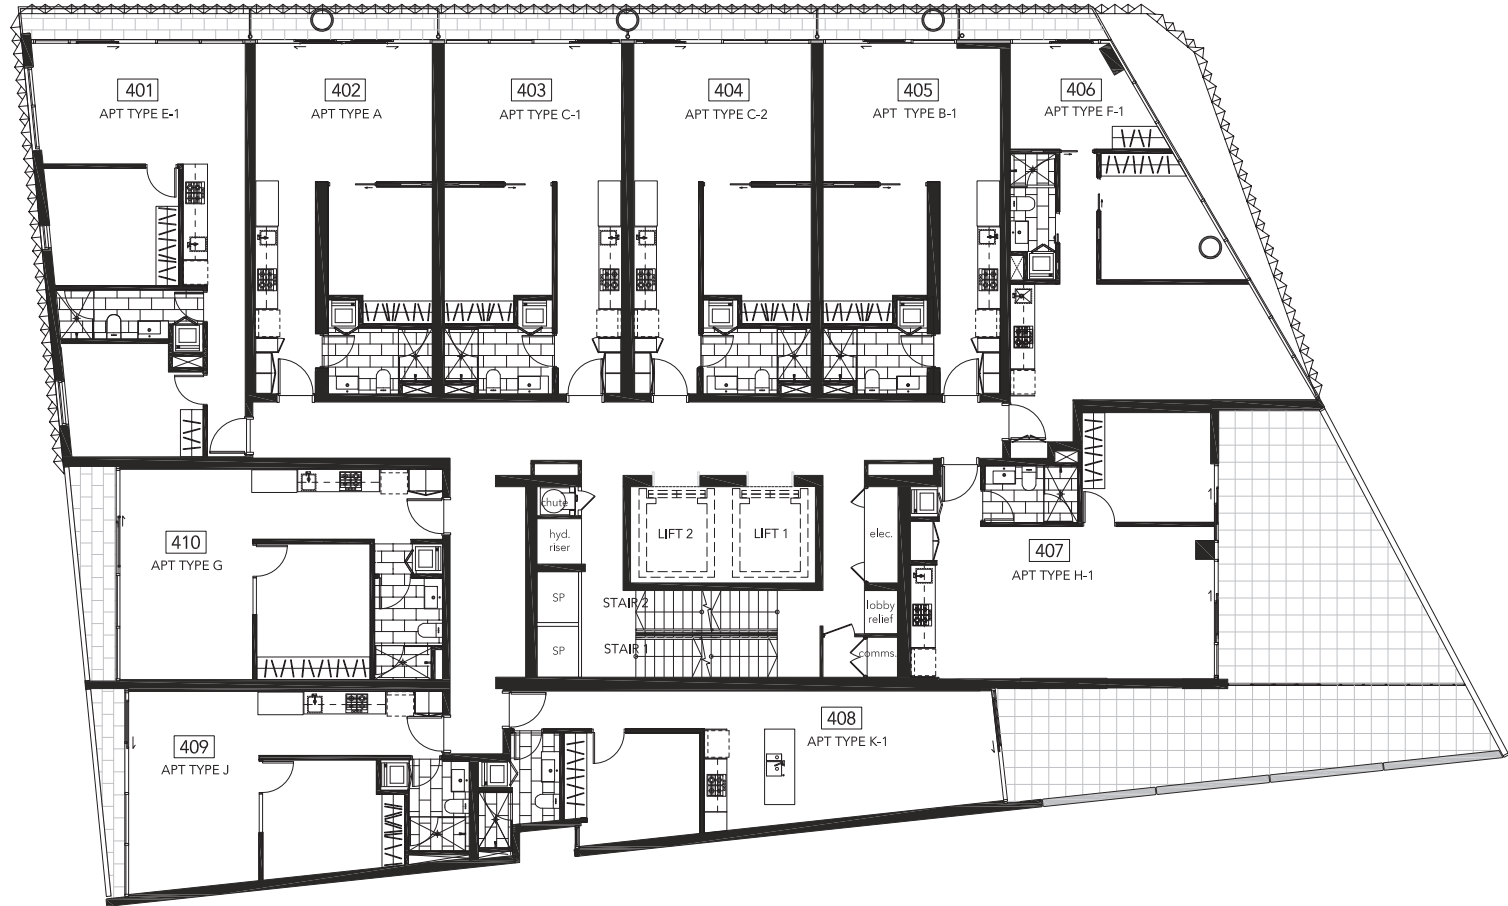 401
APT TYPE E-1
402
APT TYPE A
403
APT TYPE C-1
404
APT TYPE C-2
405
APT TYPE B-1
406
APT TYPE F-1
chute
hyd.
riser
SP
SP
LIFT 2
LIFT 1
STAIR 2
STAIR 1
elec.
lobby
relief
comms.
407
APT TYPE H-1
410
APT TYPE G
408
APT TYPE K-1
409
APT TYPE J